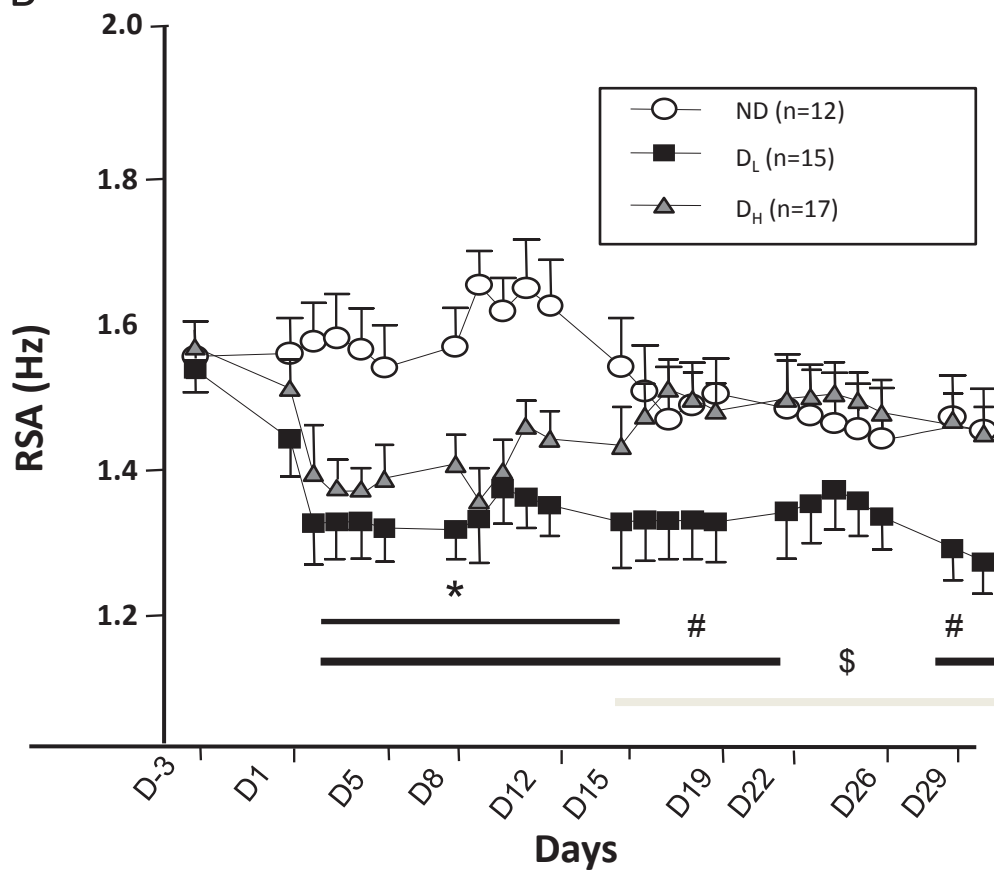 2.0
1.8
1.6
1.4
1.2
RSA (Hz)
ND (n=12)
DL (n=15)
DH (n=17)
*
#
#
$
D-3
D1
D5
D8
D12
D15
D19
D22
D26
D29
Days